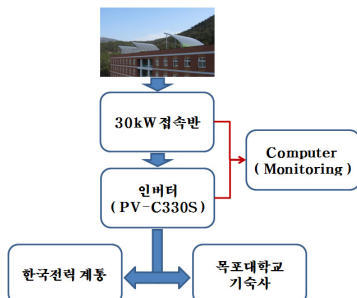 30kW접속반
Computer
( Monitoring )
인버터
( PV-C330S )
한국전력 계통
목포대학교
기숙사